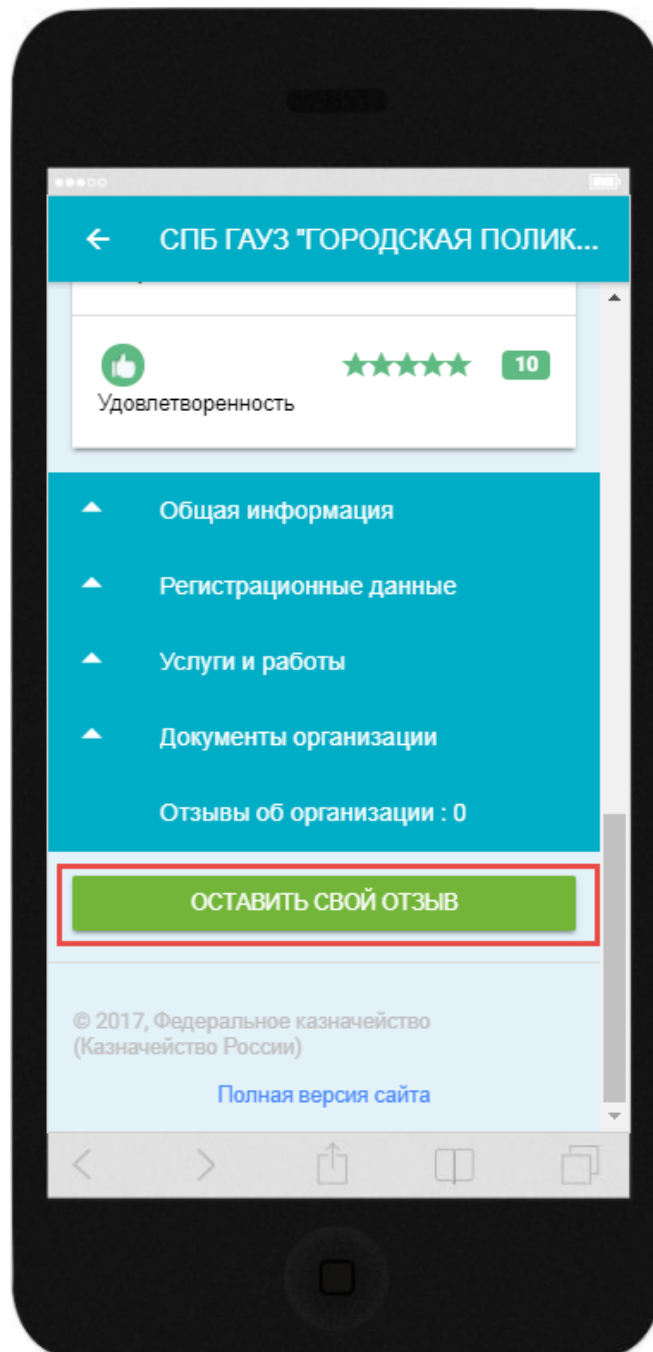 СПБ ГАУЗ "ГОРОДСКАЯ ПОЛИК...
10
Удовлетворенность
Общая информация
Регистрационные данные
Услуги и работы
Документы организации
Отзывы об организации : 0
ОСТАВИТЬ СВОЙ ОТЗЫВ
© 2017, Федеральное казначейство
(Казначейство России)
Полная версия сайта